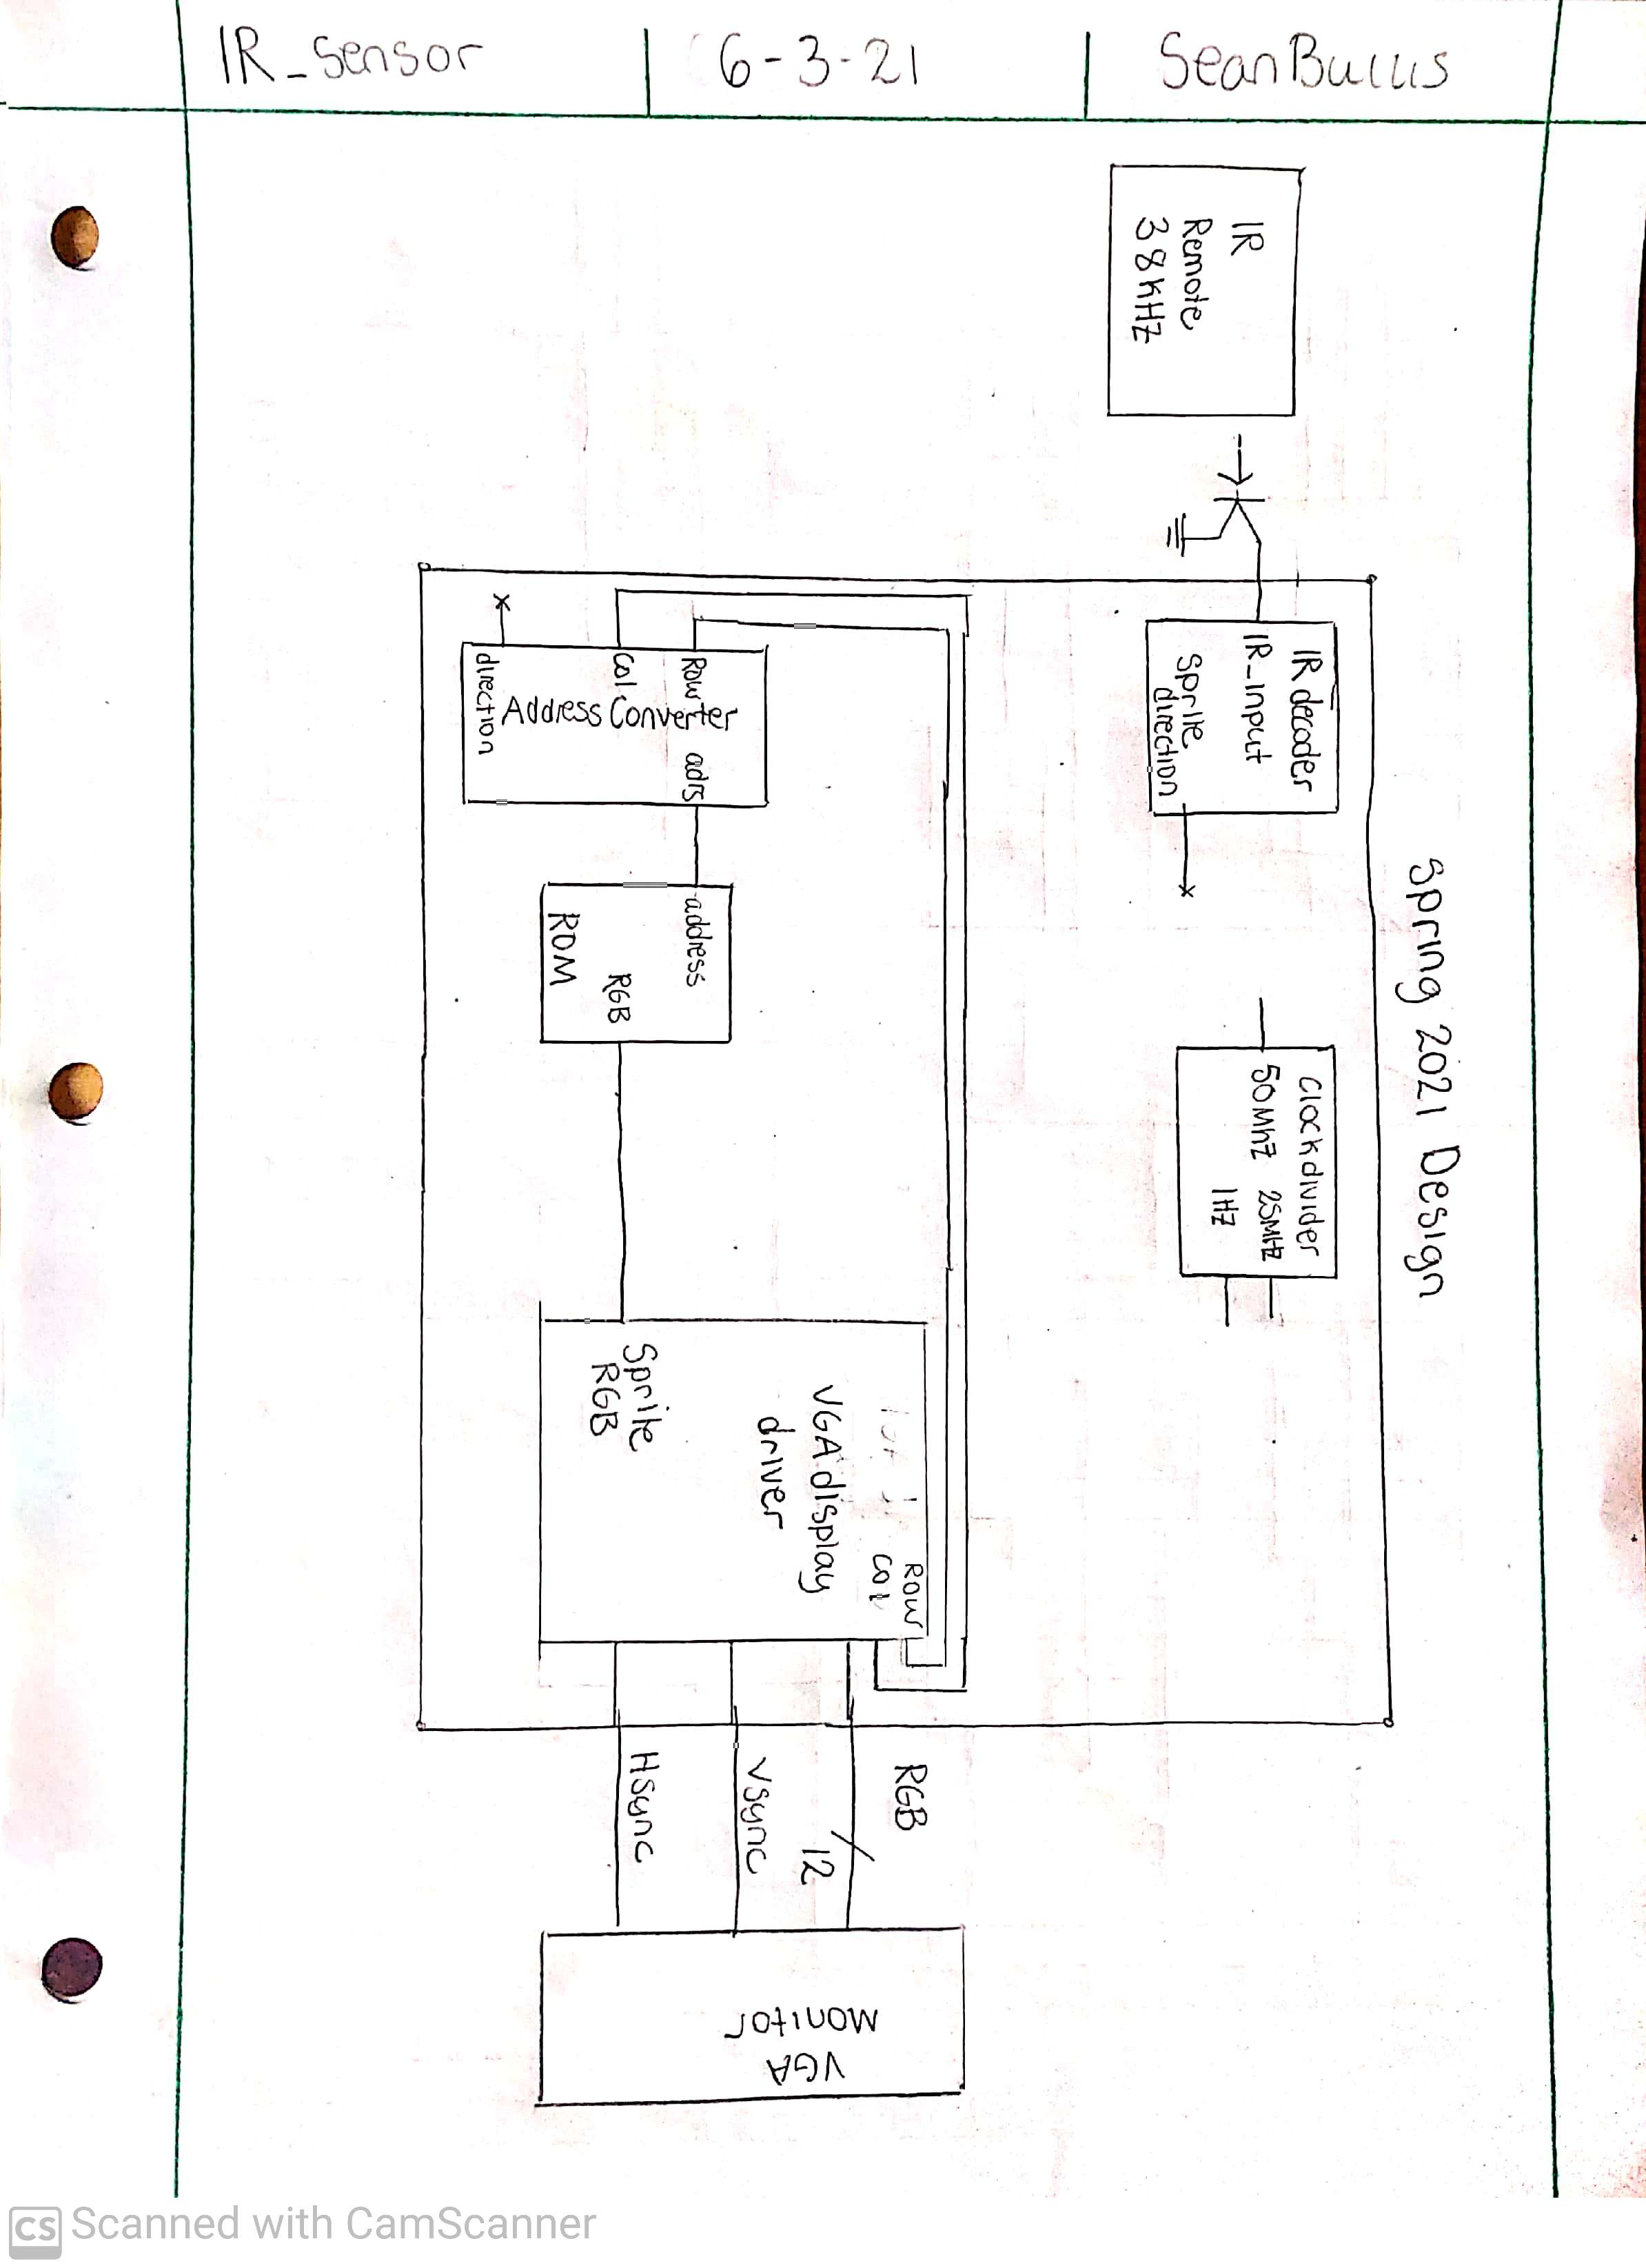 IR_Sensor
6-3-21
Sean Bullis
Spring 2021 Design
IR
Remote
38KHZ
IR decoder
IR_Input
Sprite
direction
Clockdivider
50MhZ 25MHZ
1HZ
Row adrs
Col
Address Converter
direction
address
RGB
ROM
Row
Col
VGA display
driver
Sprite
RGB
RGB
12
Vsync
Hsync
VGA
Monitor
CS Scanned with CamScanner